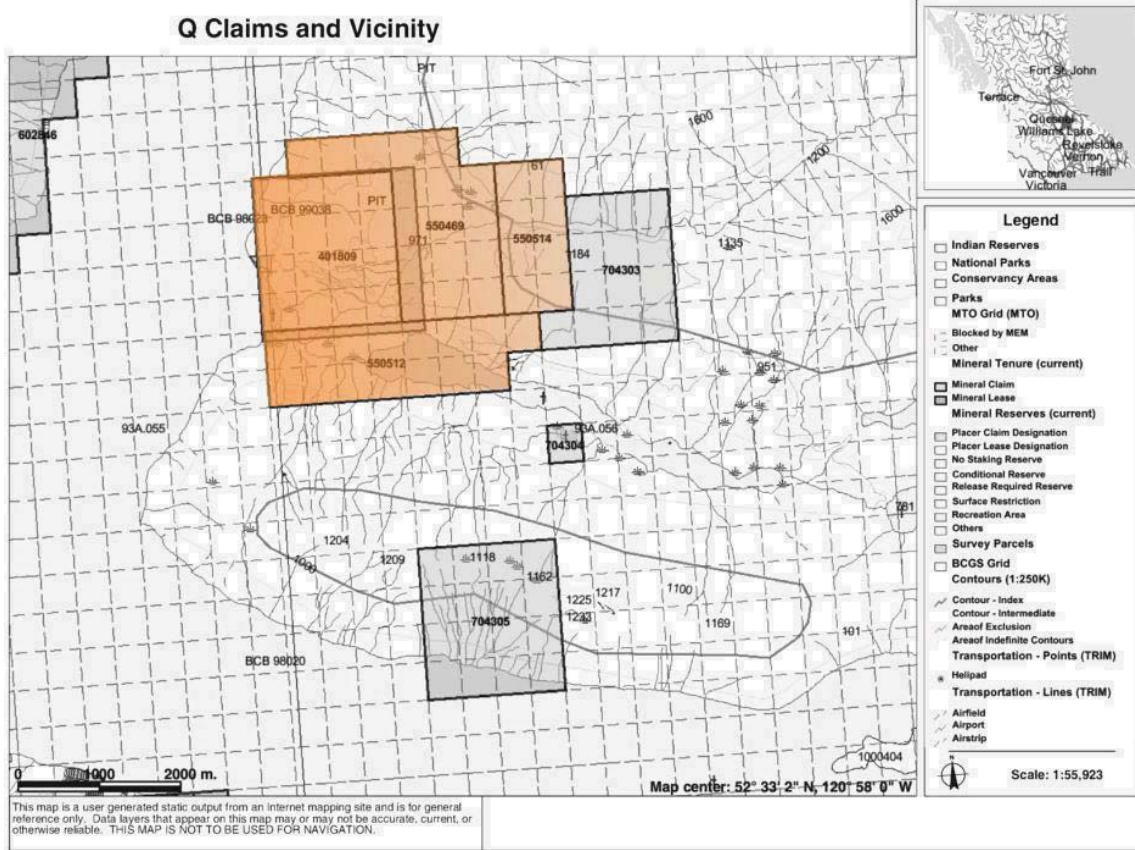 Q Claims and Vicinity
PIT
602846
1600
1200
1600
61
BCB 98023
BCB 99038
PIT
550469
971
401809
550514
184
704303
1135
550512
951
93A.055
93A.056
704304
781
1204
1000
1209
1118
1162
1225
1217
1233
1100
1169
101
704305
BCB 98020
1000404
0
1000
2000 m.
Map center: 52° 33' 2" N, 120° 58' 0" W
This map is a user generated static output from an Internet mapping site and is for general
reference only. Data layers that appear on this map may or may not be accurate, current, or
otherwise reliable. THIS MAP IS NOT TO BE USED FOR NAVIGATION.
Fort St. John
Terrace
Quesnel
Williams Lake
Revelstoke
Vernon
Vancouver
Trail
Victoria
Legend
Indian Reserves
National Parks
Conservancy Areas
Parks
MTO Grid (MTO)
Blocked by MEM
Other
Mineral Tenure (current)
Mineral Claim
Mineral Lease
Mineral Reserves (current)
Placer Claim Designation
Placer Lease Designation
No Staking Reserve
Conditional Reserve
Release Required Reserve
Surface Restriction
Recreation Area
Others
Survey Parcels
BCGS Grid
Contours (1:250K)
Contour - Index
Contour - Intermediate
Areaof Exclusion
Areaof Indefinite Contours
Transportation - Points (TRIM)
Helipad
Transportation - Lines (TRIM)
Airfield
Airport
Airstrip
N
Scale: 1:55,923